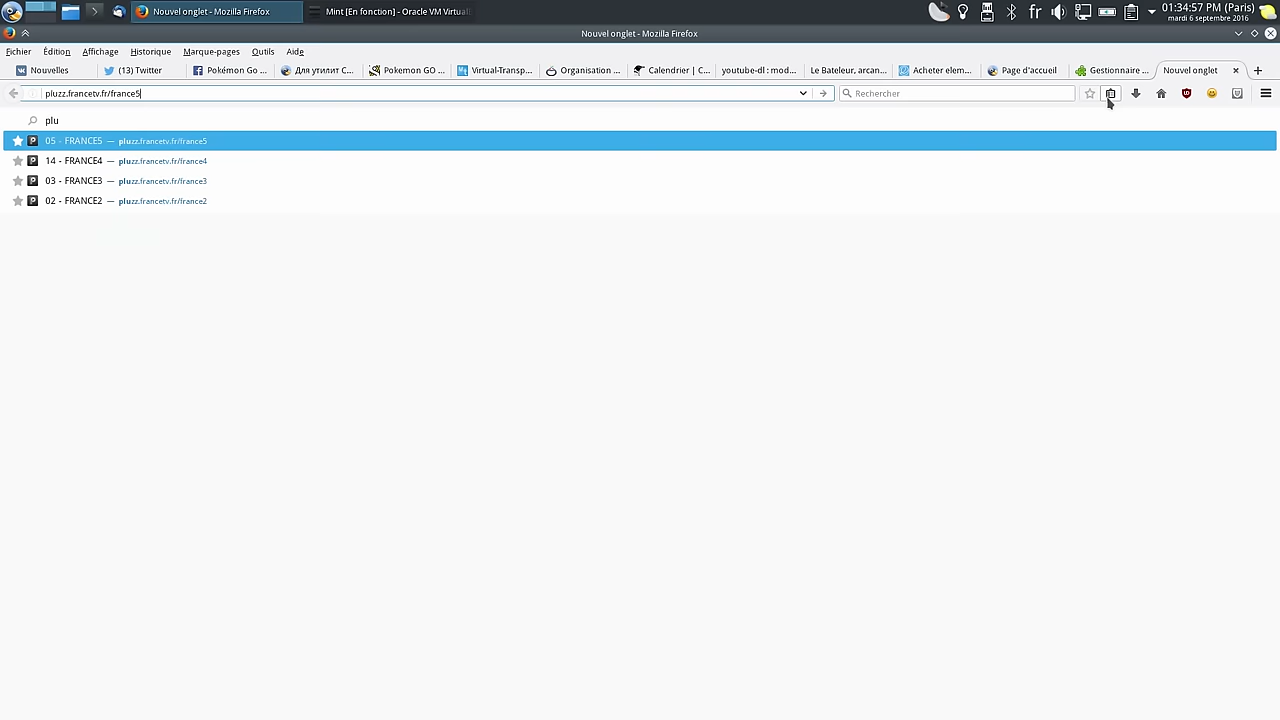 Nouvel onglet - Mozilla Firefox
Mint [En fonction] - Oracle VM Virtual
fr
01:34:57 PM (Paris)
mardi 6 septembre 2016
Nouvel onglet - Mozilla Firefox
Fichier Édition Affichage Historique Marque-pages Outils Aide
Nouvelles
(13) Twitter
Pokémon Go ...
Для утилит C...
Pokemon GO ...
Virtual-Transp...
Organisation ...
Calendrier | C...
youtube-dl : mod...
Le Bateleur, arcan...
Acheter elem...
Page d'accueil
Gestionnaire ...
Nouvel onglet
pluzz.francetv.fr/france5
Rechercher
plu
05 - FRANCE5 — pluzz.francetv.fr/france5
14 - FRANCE4 — pluzz.francetv.fr/france4
03 - FRANCE3 — pluzz.francetv.fr/france3
02 - FRANCE2 — pluzz.francetv.fr/france2